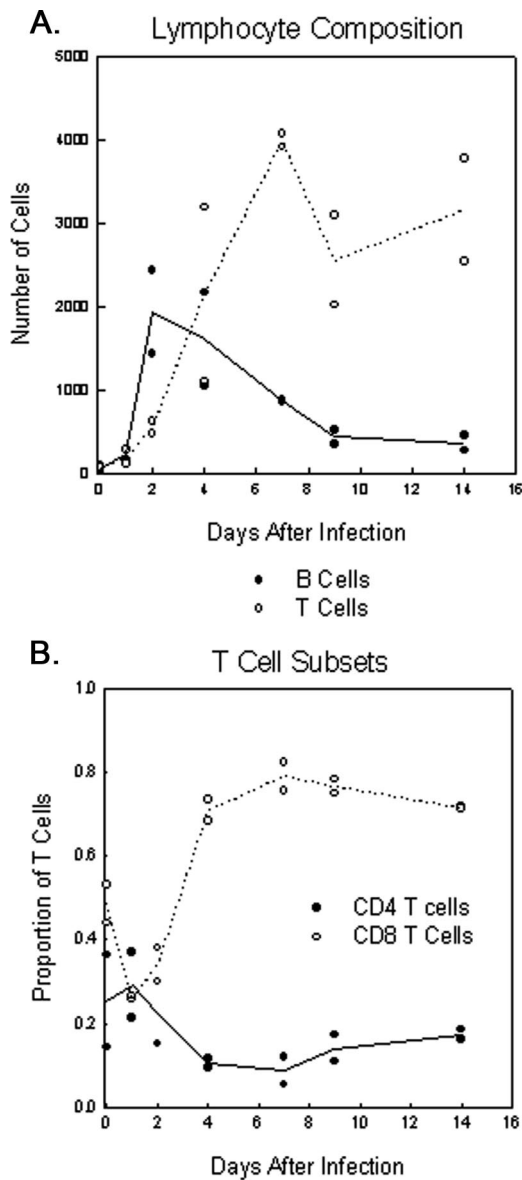 A.
Lymphocyte Composition
5000
4000
3000
2000
1000
0
Number of Cells
0 2 4 6 8 10 12 14 16
Days After Infection
B Cells
T Cells
B.
T Cell Subsets
1.0
0.8
0.6
0.4
0.2
0.0
Proportion of T Cells
CD4 T cells
CD8 T Cells
0 2 4 6 8 10 12 14 16
Days After Infection